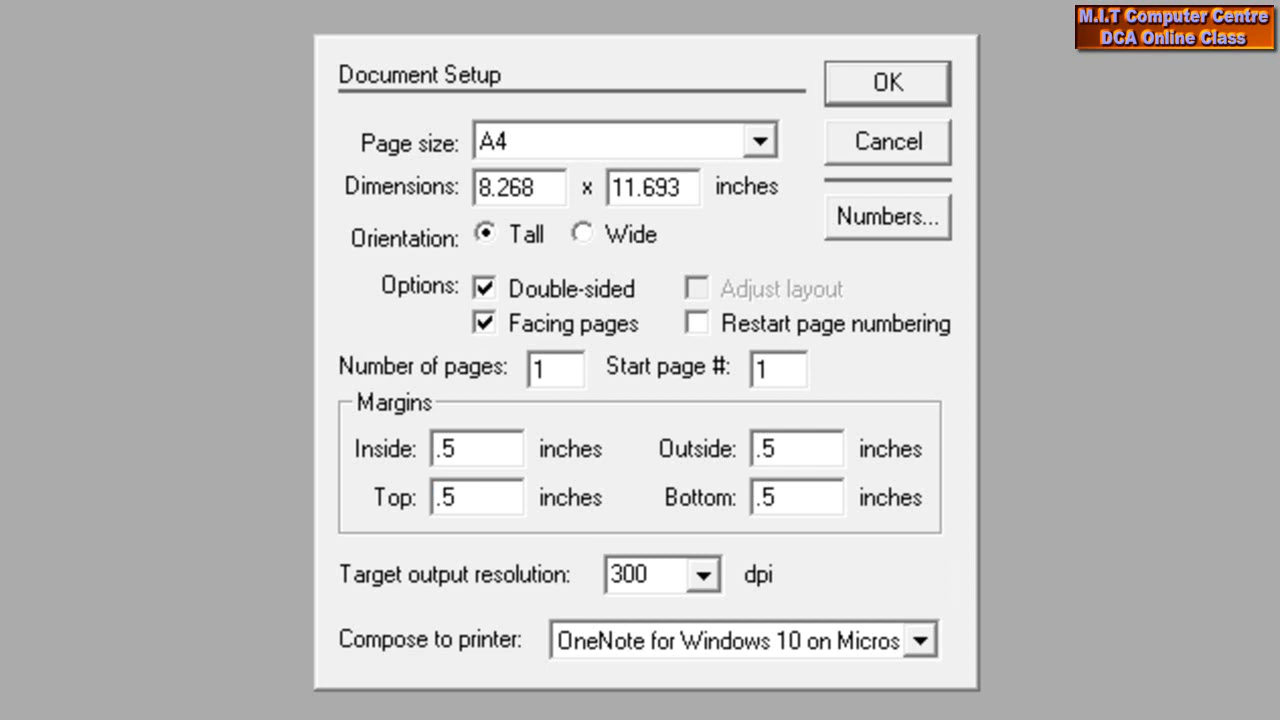 M.I.T Computer Centre
DCA Online Class
Document Setup
OK
Page size: A4
Cancel
Dimensions: 8.268 x 11.693 inches
Numbers...
Orientation: Tall Wide
Options: Double-sided Adjust layout
Facing pages Restart page numbering
Number of pages: 1 Start page #: 1
Margins
Inside: .5 inches Outside: .5 inches
Top: .5 inches Bottom: .5 inches
Target output resolution: 300 dpi
Compose to printer: OneNote for Windows 10 on Micros